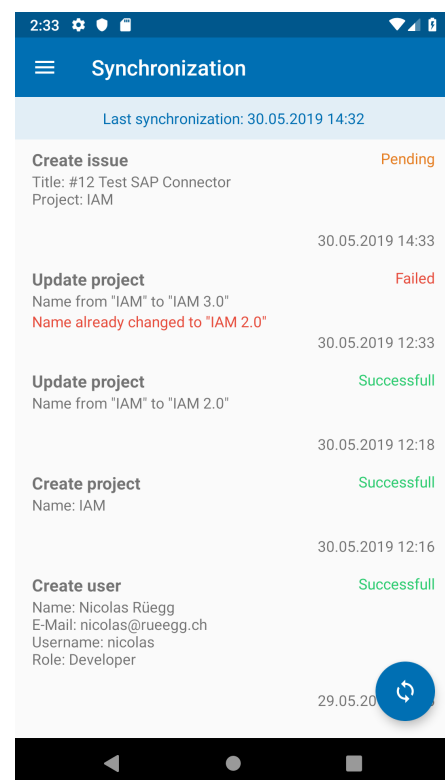 2:33
Synchronization
Last synchronization: 30.05.2019 14:32
Create issue Pending
Title: #12 Test SAP Connector
Project: IAM
30.05.2019 14:33
Update project Failed
Name from "IAM" to "IAM 3.0"
Name already changed to "IAM 2.0"
30.05.2019 12:33
Update project Successfull
Name from "IAM" to "IAM 2.0"
30.05.2019 12:18
Create project Successfull
Name: IAM
30.05.2019 12:16
Create user Successfull
Name: Nicolas Rüegg
E-Mail: nicolas@rueegg.ch
Username: nicolas
Role: Developer
29.05.20